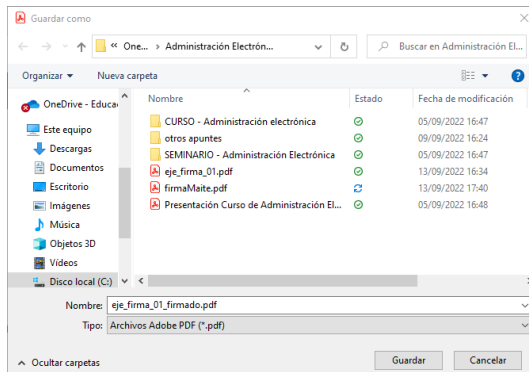 Guardar como
« One... › Administración Electrón...
Buscar en Administración El...
Organizar
Nueva carpeta
?
OneDrive - Educa
Este equipo
Descargas
Documentos
Escritorio
Imágenes
Música
Objetos 3D
Vídeos
Disco local (C:)
Nombre Estado Fecha de modificación
CURSO - Administración electrónica 05/09/2022 16:47
otros apuntes 09/09/2022 16:24
SEMINARIO - Administración Electrónica 05/09/2022 16:47
eje_firma_01.pdf 13/09/2022 16:34
firmaMaite.pdf 13/09/2022 17:40
Presentación Curso de Administración El... 05/09/2022 16:48
Nombre: eje_firma_01_firmado.pdf
Tipo: Archivos Adobe PDF (*.pdf)
Ocultar carpetas
Guardar
Cancelar